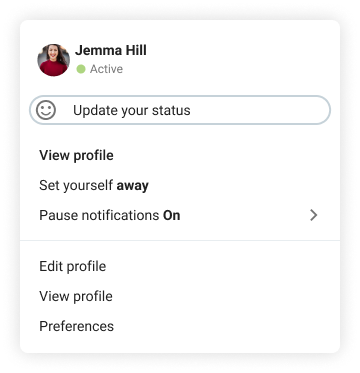 Jemma Hill
Active
Update your status
View profile
Set yourself away
Pause notifications On
Edit profile
View profile
Preferences